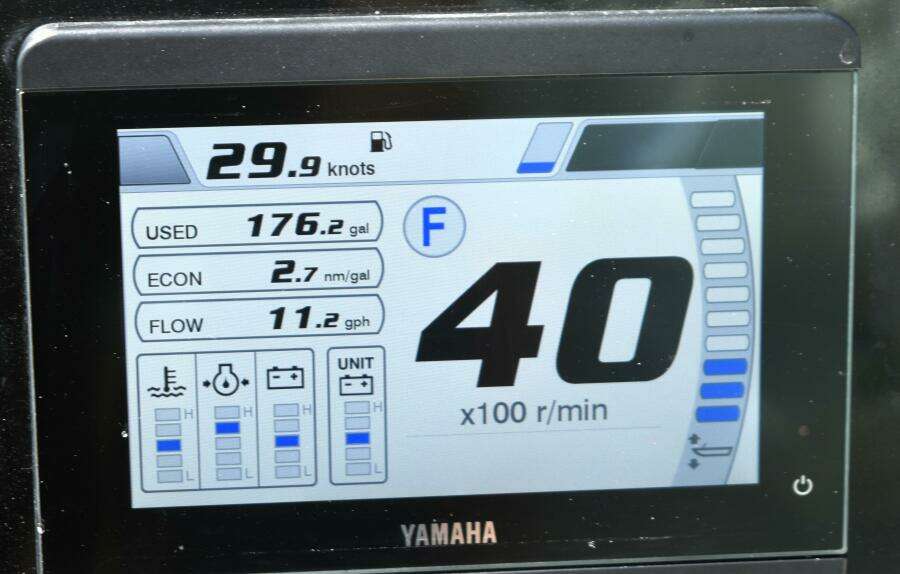 29.9 knots
USED 176.2 gal
F
ECON 2.7 nm/gal
40
FLOW 11.2 gph
x100 r/min
UNIT
H H H H
L L L L
YAMAHA